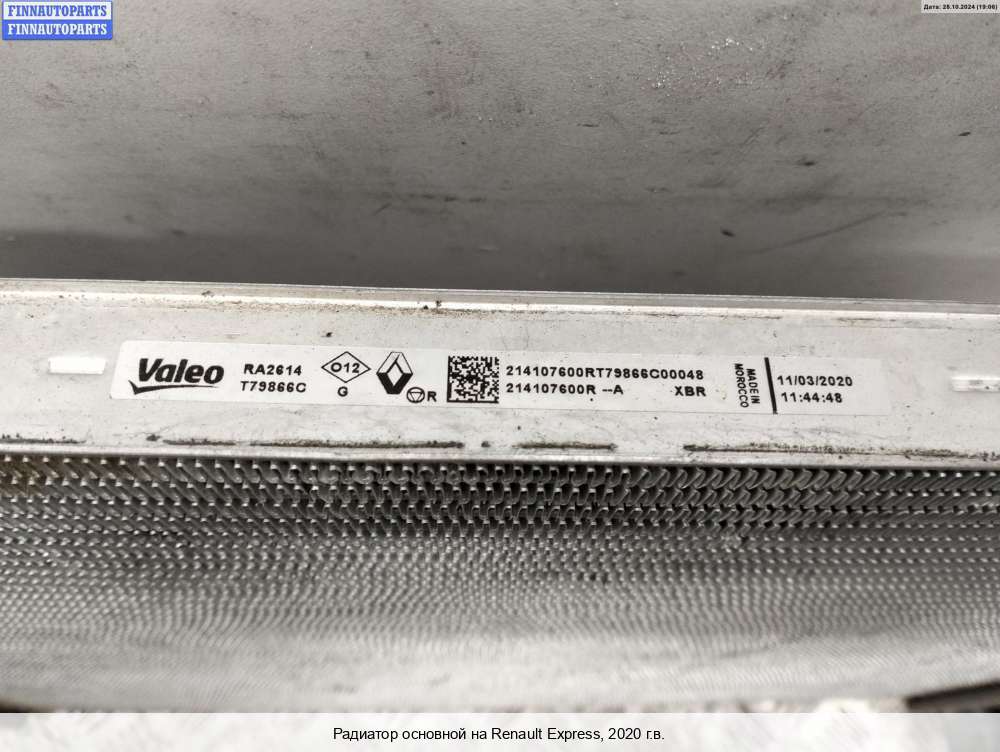 FINNAUTOPARTS
FINNAUTOPARTS
Дата: 28.10.2024 (19:06)
Valeo
RA2614
T79866C
O12
G
R
214107600RT79866C00048
214107600R --A XBR
MADE IN
MOROCCO
11/03/2020
11:44:48
Радиатор основной на Renault Express, 2020 г.в.